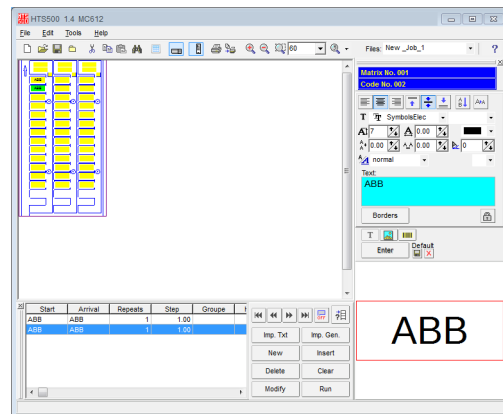 HTS500 1.4 MC612
File Edit Tools Help
60
Files: New _Job_1
?
Matrix No. 001
Code No. 002
T SymbolsElec
7 0.00
0.00 0.00 0
normal
Text:
ABB
Borders
T
Enter Default
ABB
ABB
Start Arrival Repeats Step Groupe
ABB ABB 1 1.00
ABB ABB 1 1.00
Imp. Txt Imp. Gen.
New Insert
Delete Clear
Modify Run
ABB